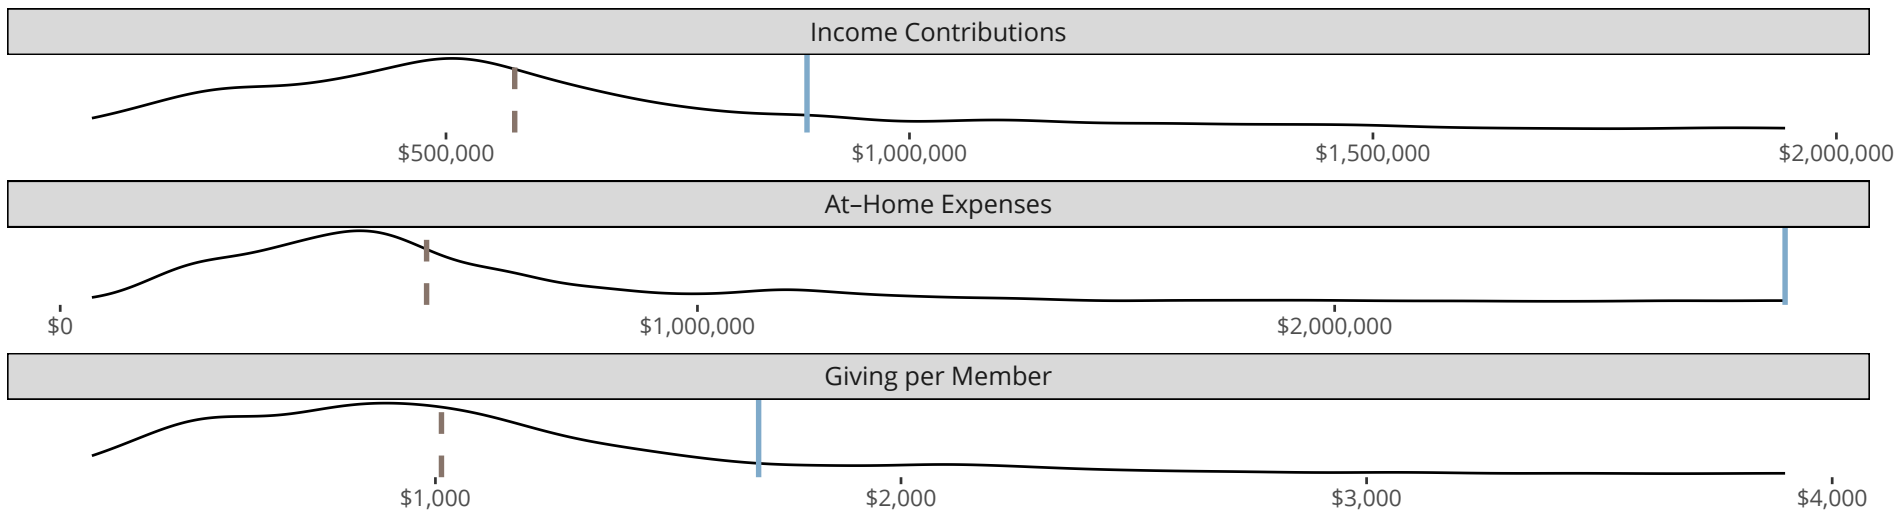 Income Contributions
$500,000 $1,000,000 $1,500,000 $2,000,000
At–Home Expenses
$0 $1,000,000 $2,000,000
Giving per Member
$1,000 $2,000 $3,000 $4,000